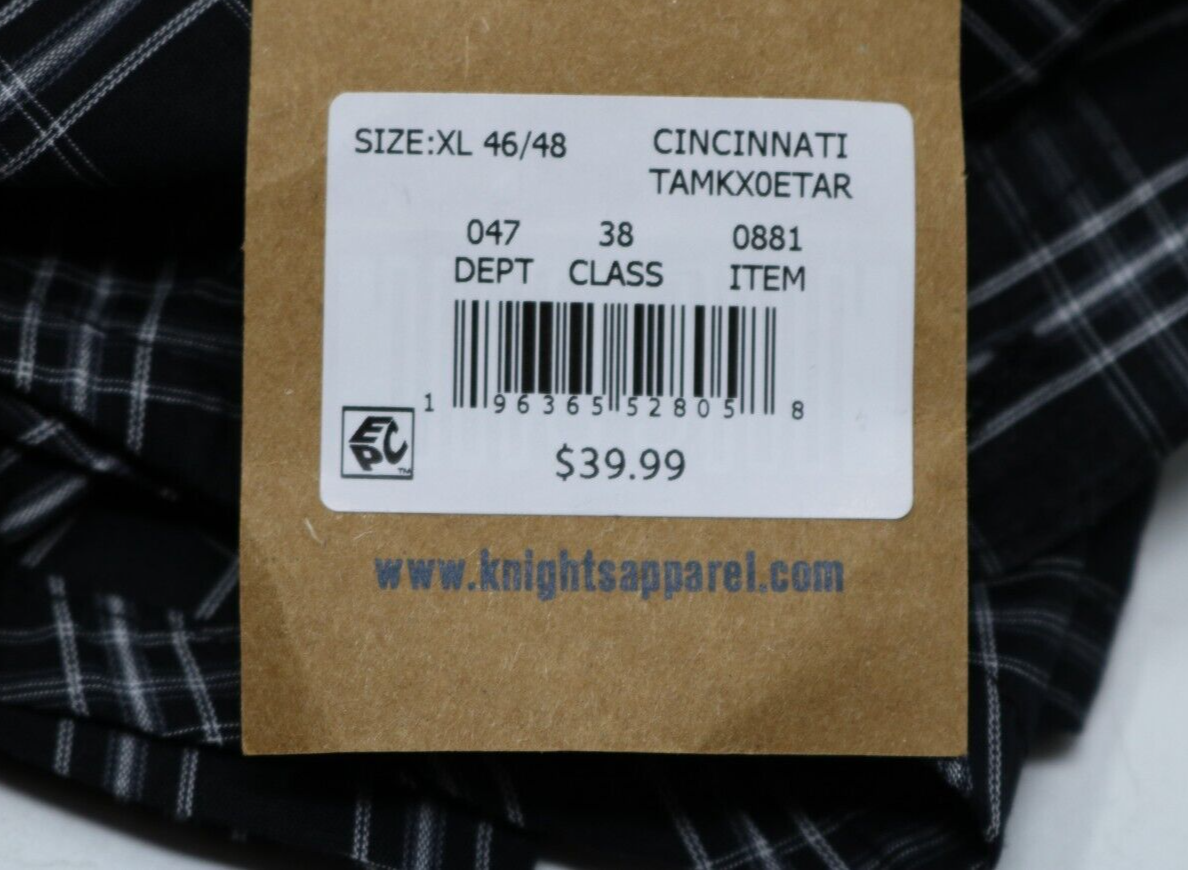 SIZE:XL 46/48 CINCINNATI
TAMKX0ETAR
047 38 0881
DEPT CLASS ITEM
1 96365 52805 8
EPC™
$39.99
www.knightsapparel.com